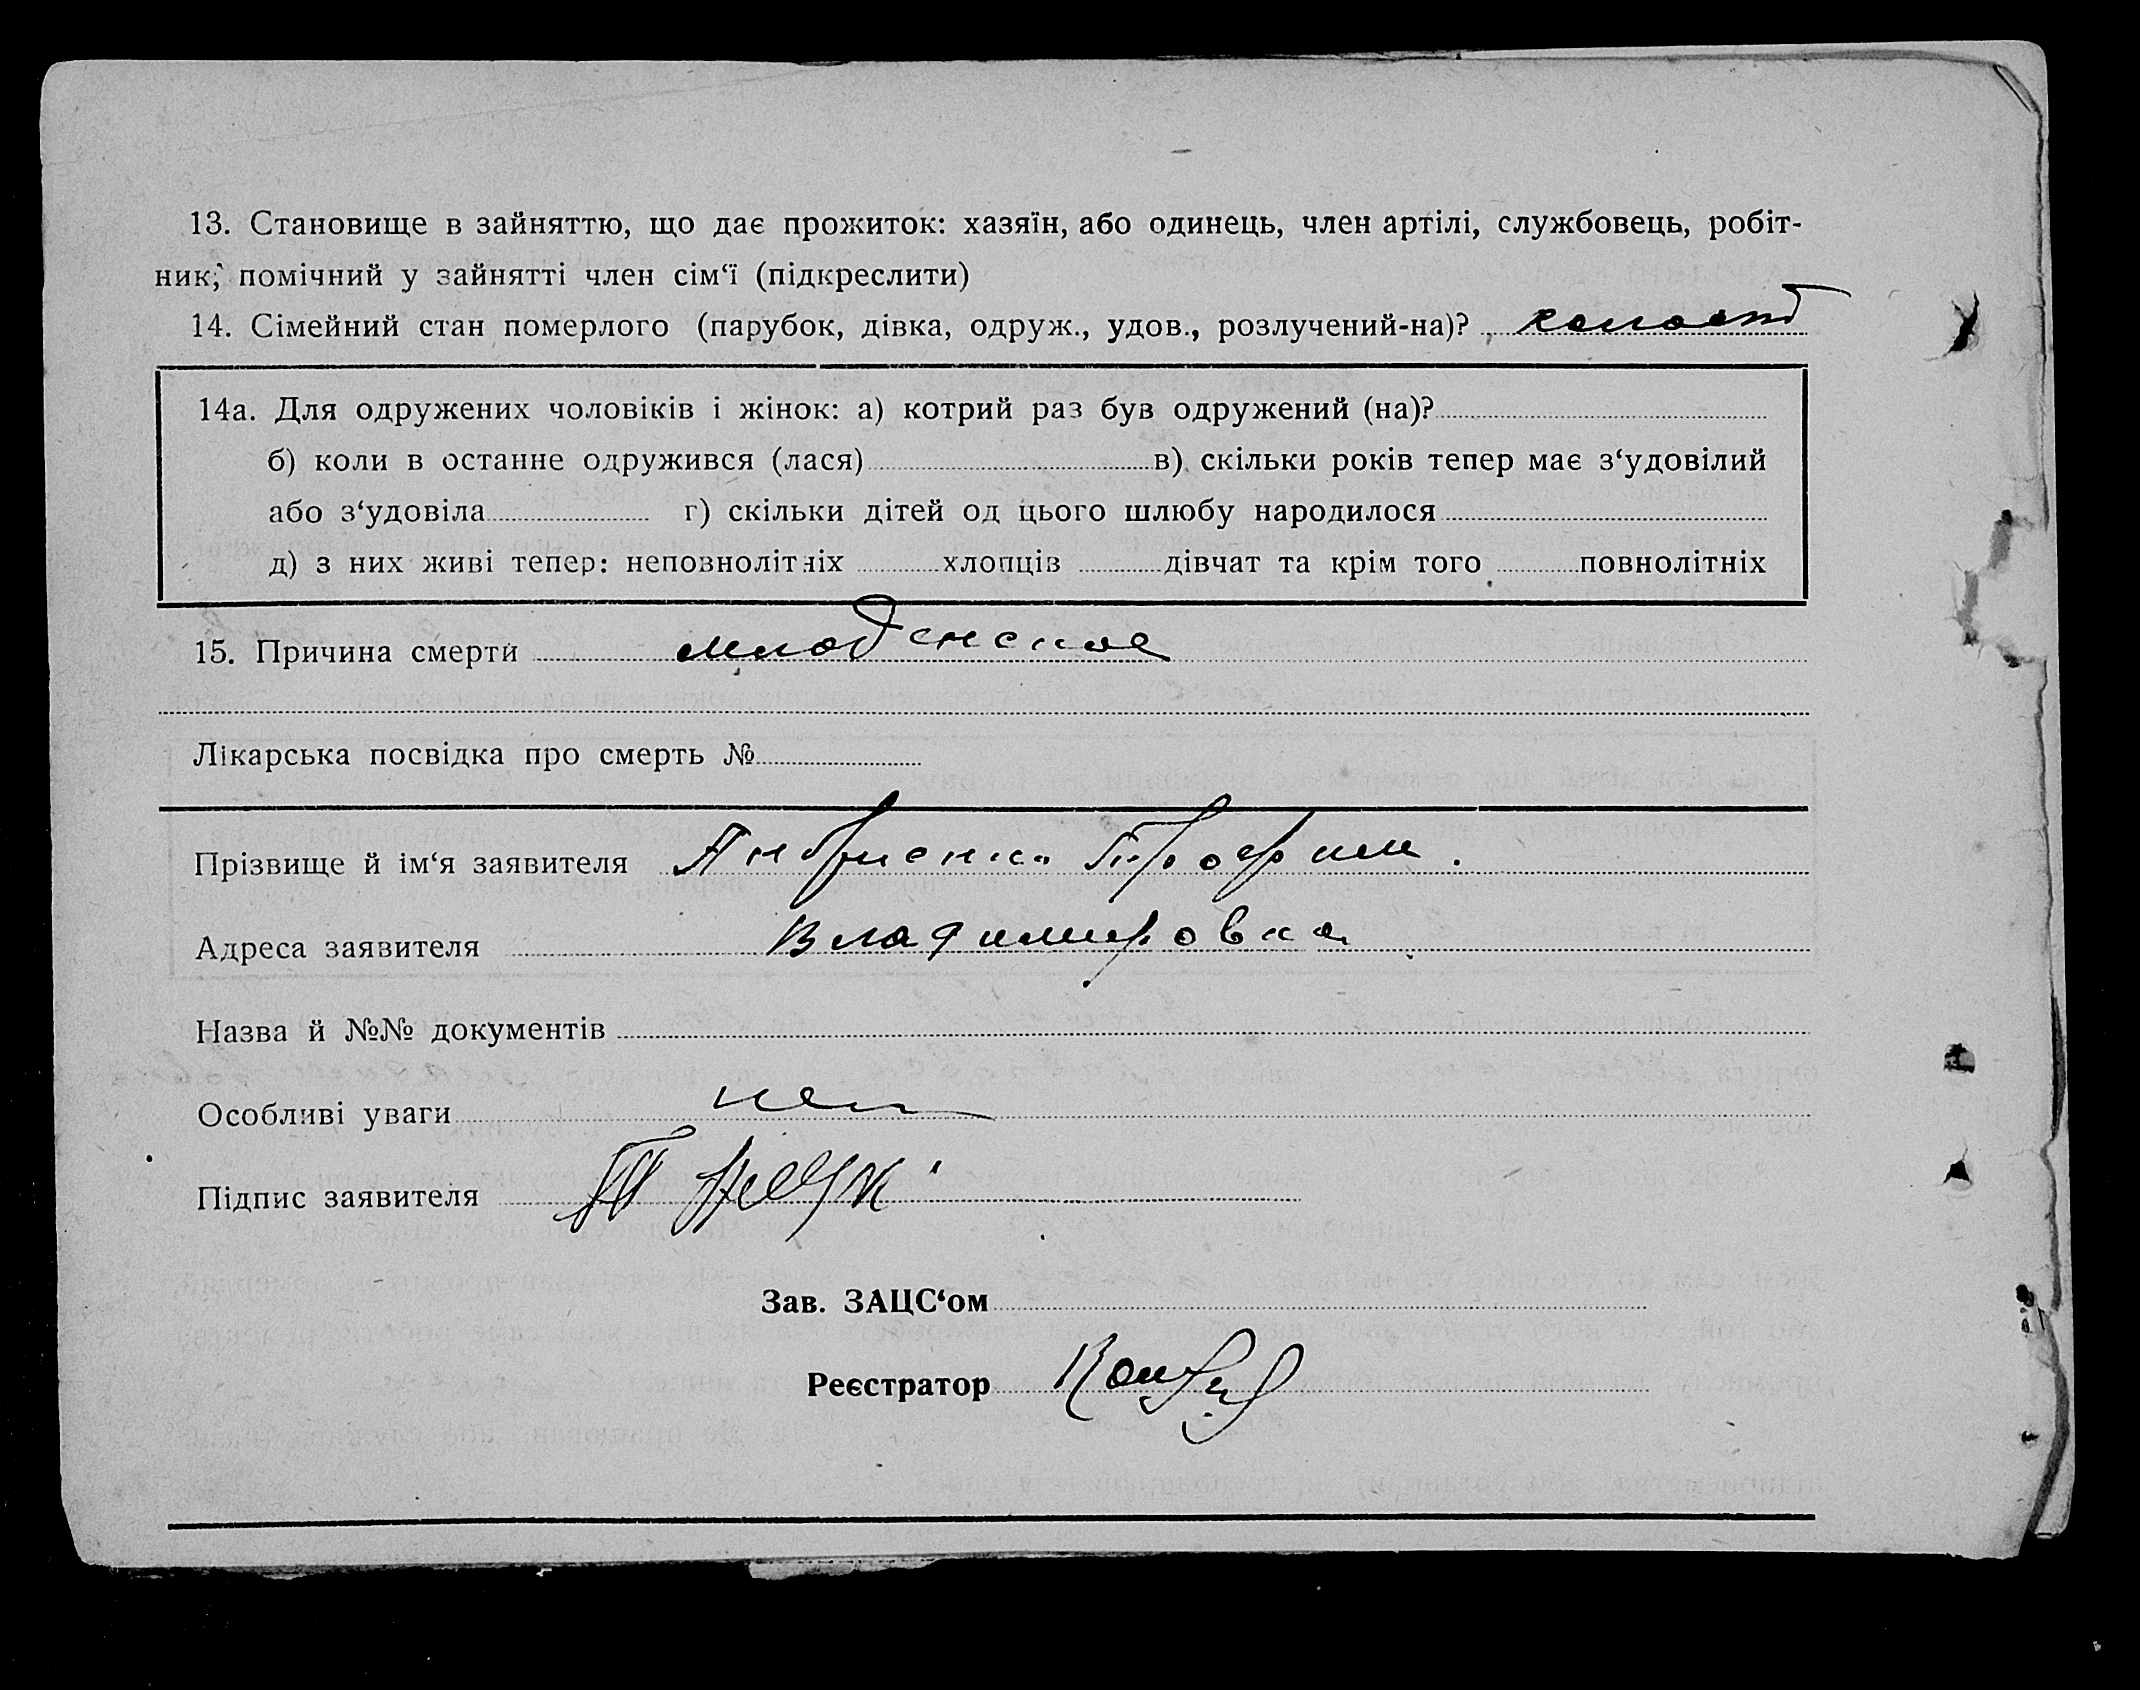 13. Становище в зайняттю, що дає прожиток: хазяїн, або одинець, член артілі, службовець, робіт-
ник, помічний у зайнятті член сім‘ї (підкреслити)
14. Сімейний стан померлого (парубок, дівка, одруж., удов., розлучений-на)? холост
14а. Для одружених чоловіків і жінок: а) котрий раз був одружений (на)?
б) коли в останне одружився (лася) в) скільки років тепер має з‘удовілий
або з‘удовіла г) скільки дітей од цього шлюбу народилося
д) з них живі тепер: неповнолітніх хлопців дівчат та крім того повнолітніх
15. Причина смерти младенская
Лікарська посвідка про смерть №
Прізвище й ім‘я заявителя Трофим.
Адреса заявителя Владимировка
Назва й №№ документів
Особливі уваги нет
Підпис заявителя
Зав. ЗАЦС‘ом
Реєстратор